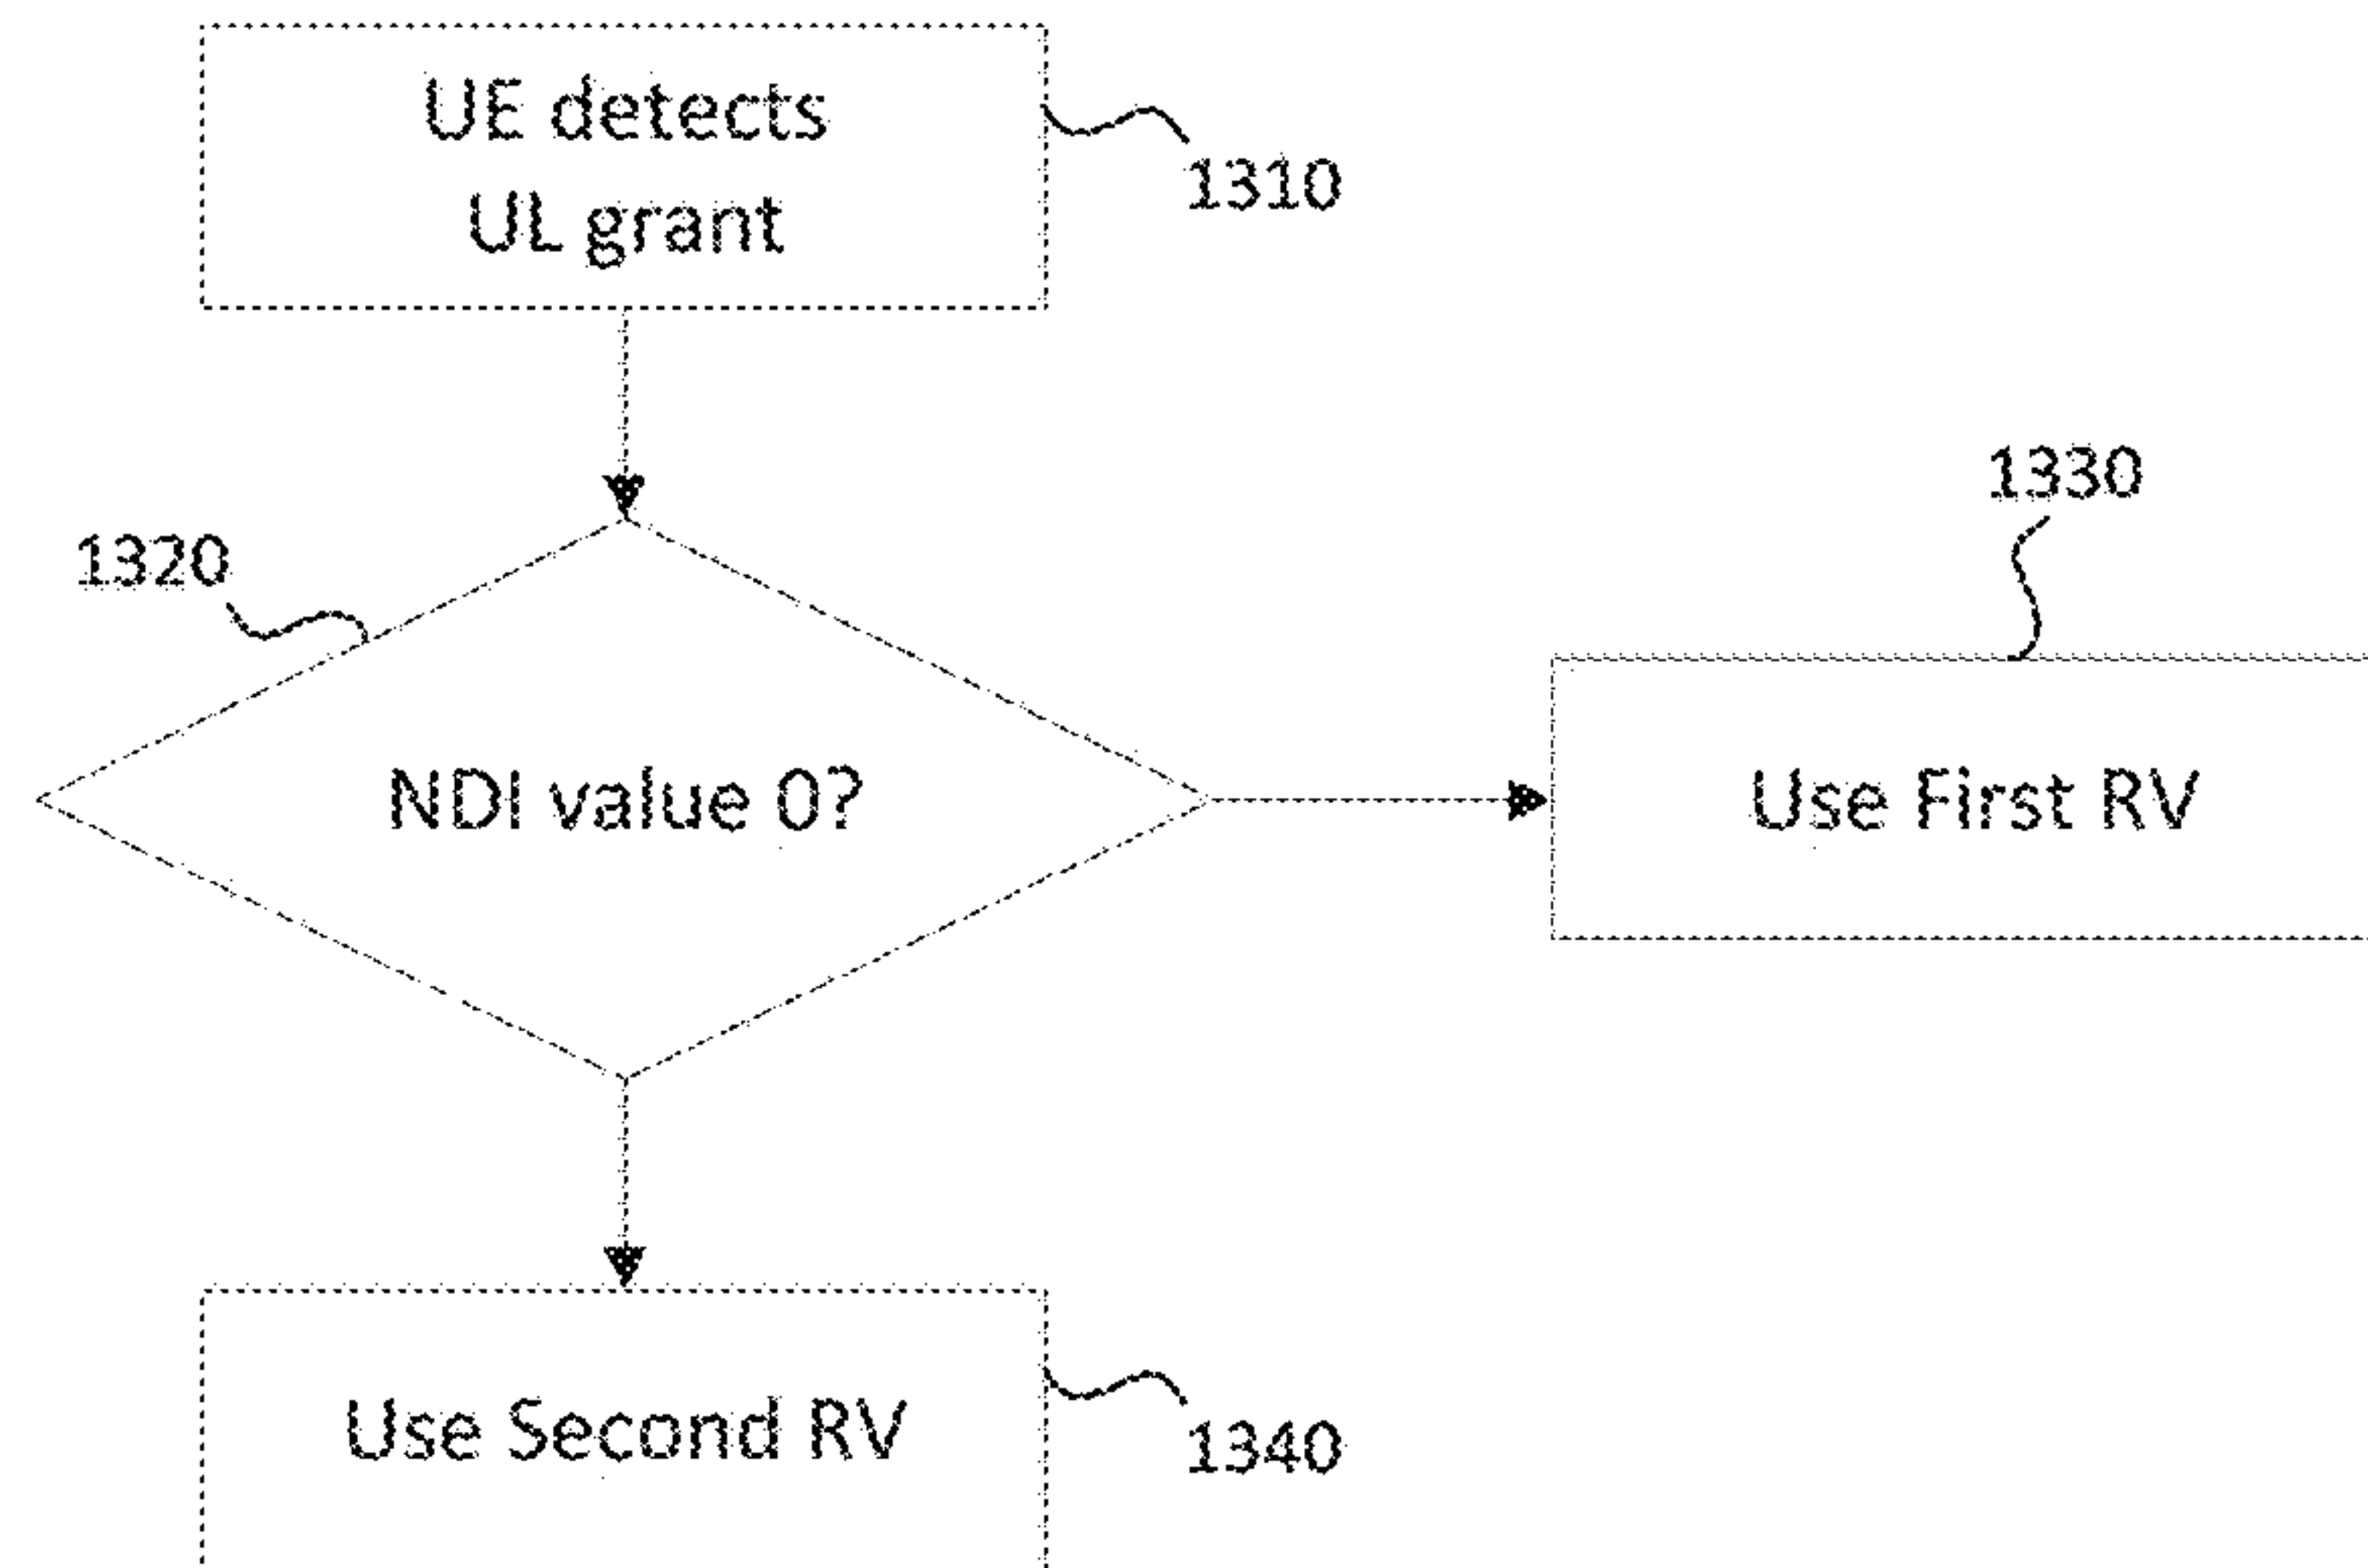 UE detects
UL grant
1310
1320
NDI value 0?
1330
Use First RV
Use Second RV
1340